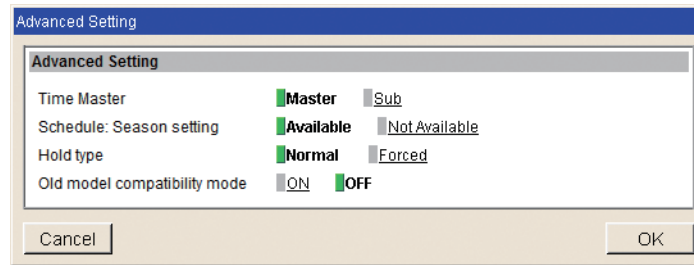 Advanced Setting
Advanced Setting
Time Master Master Sub
Schedule: Season setting Available Not Available
Hold type Normal Forced
Old model compatibility mode ON OFF
Cancel OK